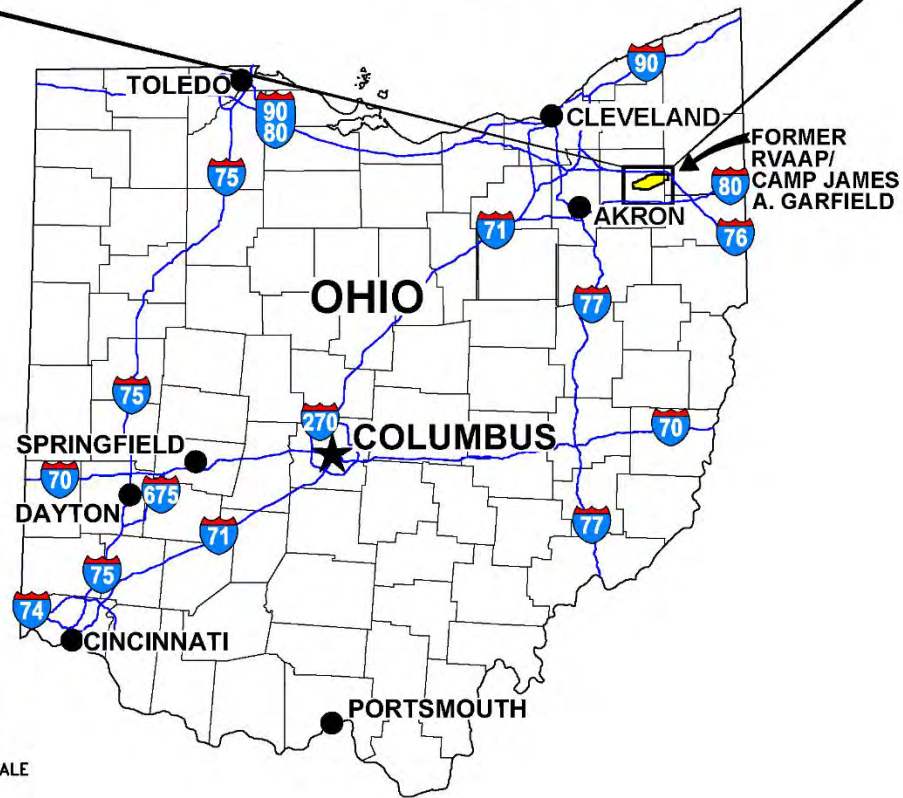 90
TOLEDO
90
80
CLEVELAND
FORMER
RVAAP/
CAMP JAMES
A. GARFIELD
75
80
AKRON
71
76
OHIO
77
75
270
COLUMBUS
70
SPRINGFIELD
70
675
DAYTON
71
77
75
74
CINCINNATI
PORTSMOUTH
ALE